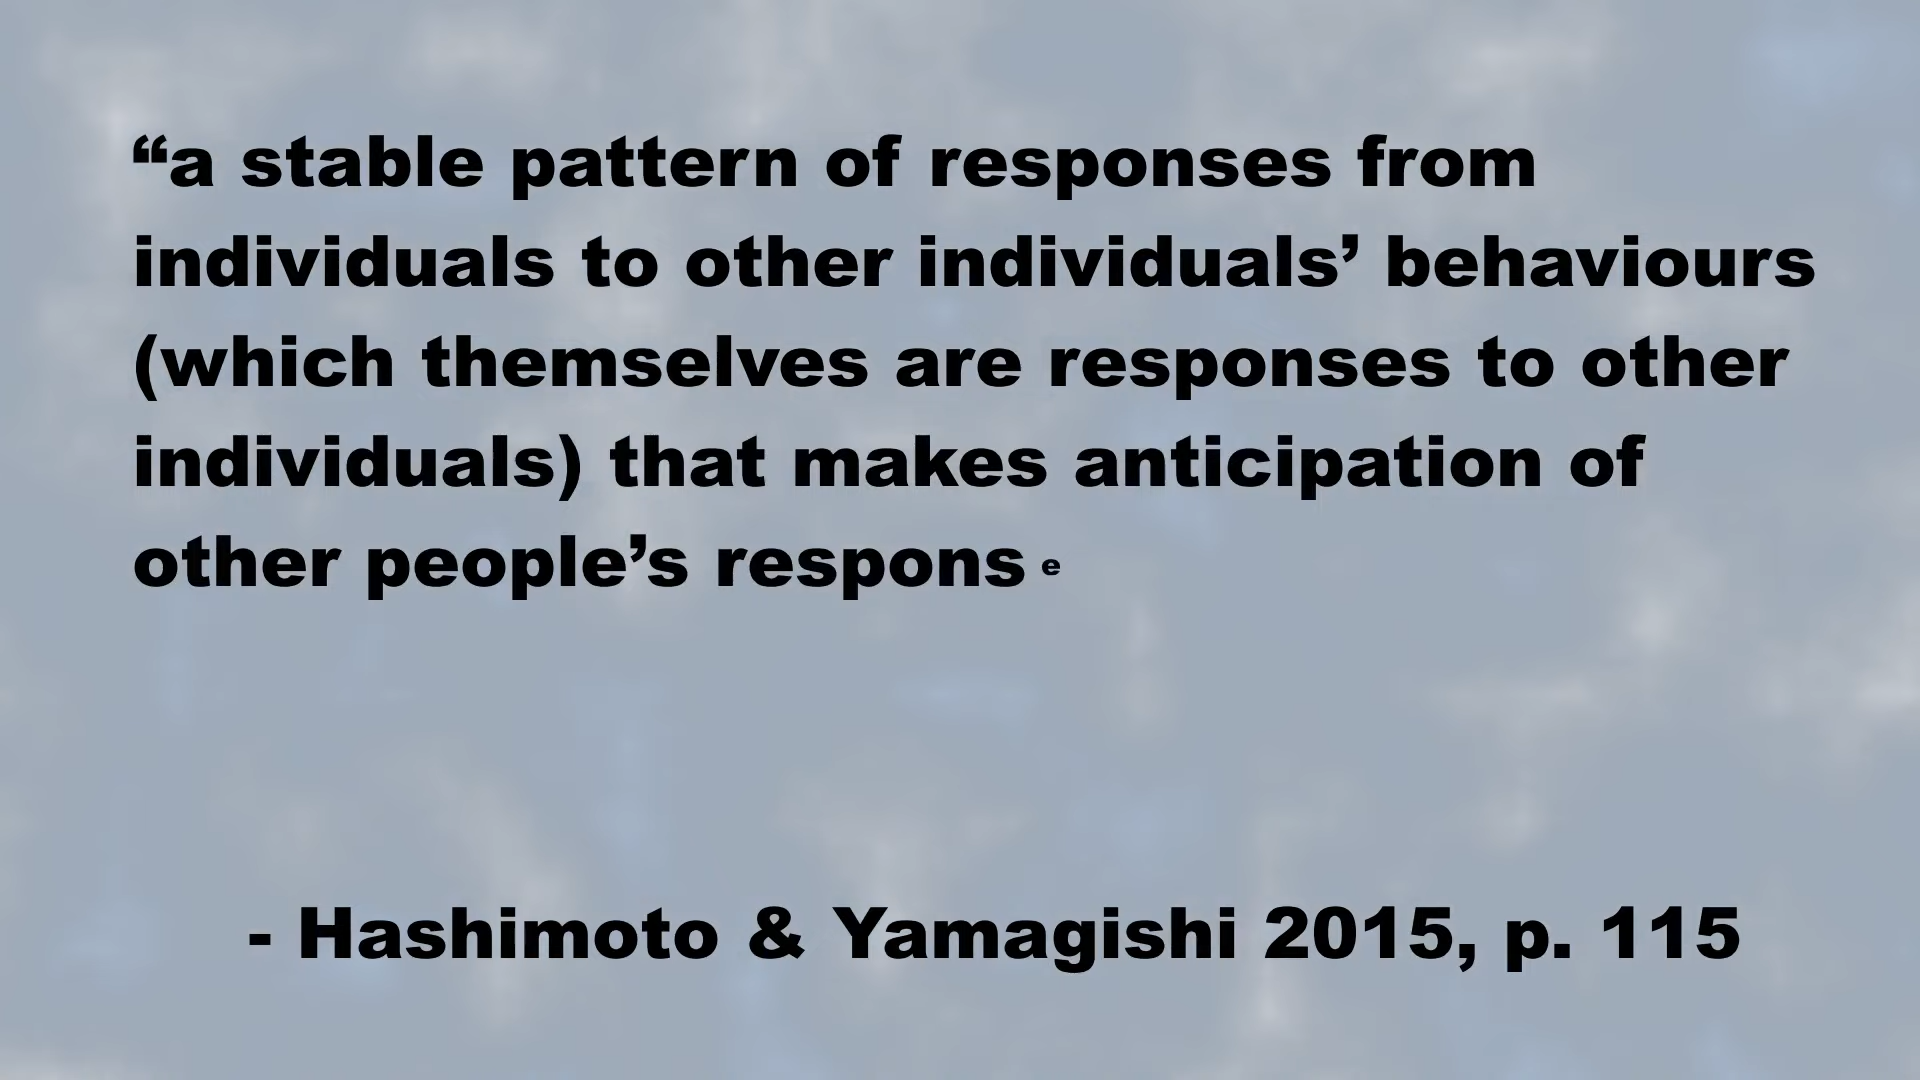 “a stable pattern of responses from
individuals to other individuals’ behaviours
(which themselves are responses to other
individuals) that makes anticipation of
other people’s respons e
- Hashimoto & Yamagishi 2015, p. 115